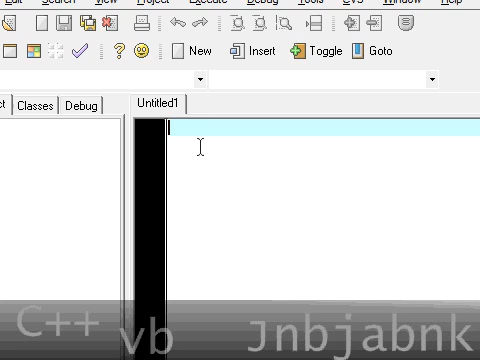 Edit Search View Project Execute Debug Tools CVS Window Help
New Insert Toggle Goto
Classes Debug
Untitled1
C++ vb Jnbjabnk